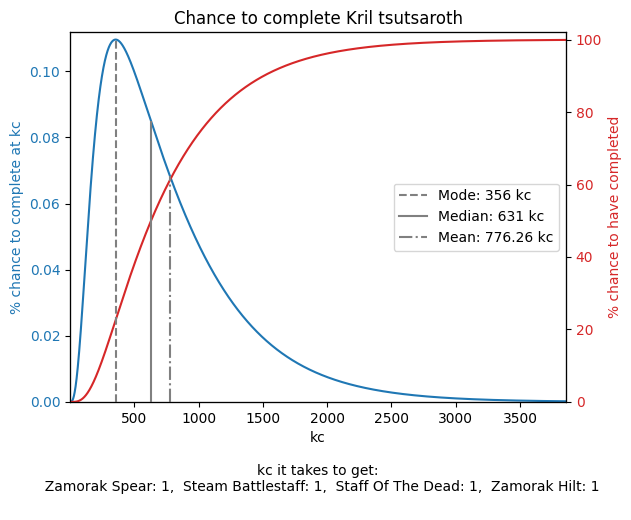 Chance to complete Kril tsutsaroth
% chance to complete at kc
0.10
0.08
0.06
0.04
0.02
0.00
100
80
60
40
20
0
% chance to have completed
Mode: 356 kc
Median: 631 kc
Mean: 776.26 kc
500 1000 1500 2000 2500 3000 3500
kc
kc it takes to get:
Zamorak Spear: 1, Steam Battlestaff: 1, Staff Of The Dead: 1, Zamorak Hilt: 1